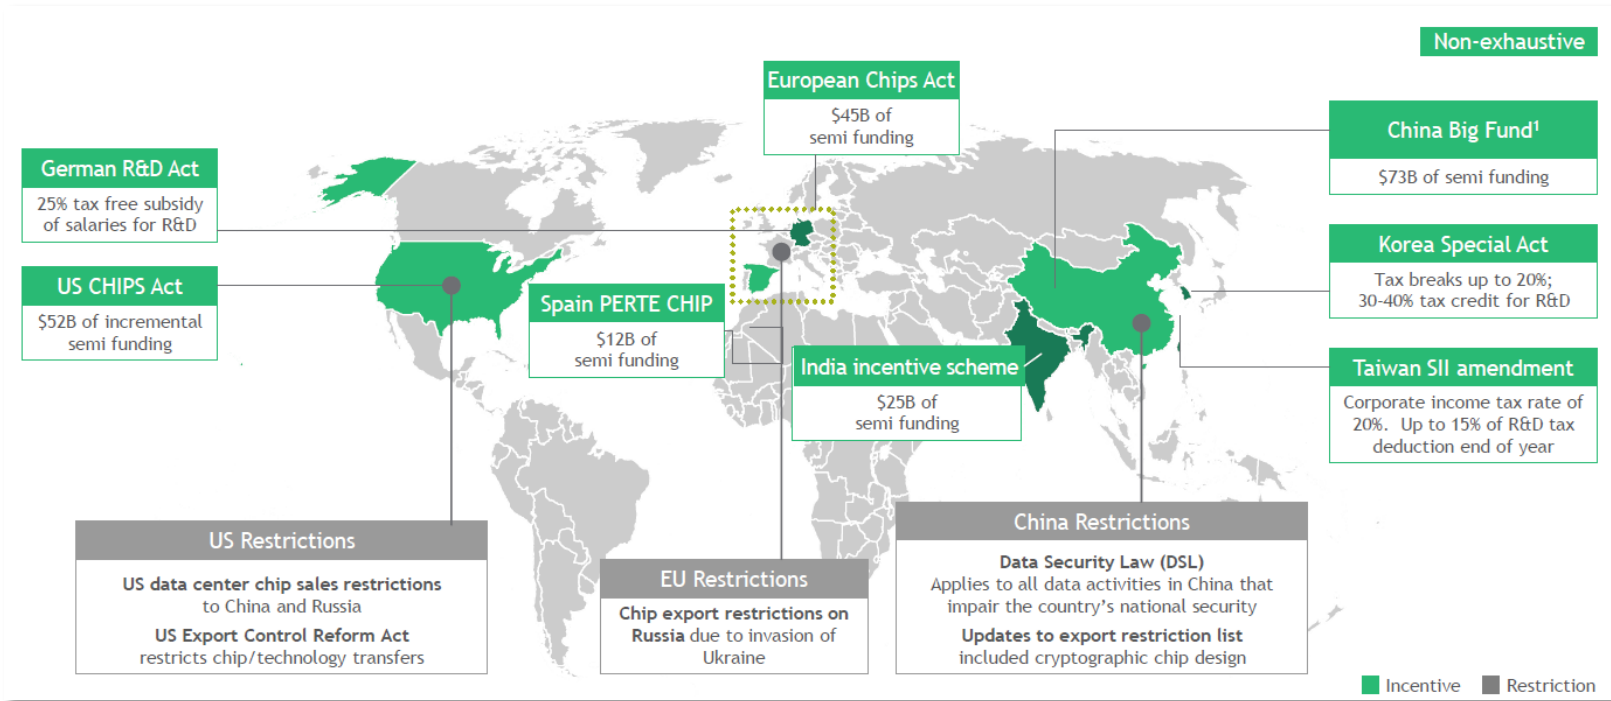 Non-exhaustive
European Chips Act
$45B of
semi funding
China Big Fund¹
$73B of semi funding
German R&D Act
25% tax free subsidy
of salaries for R&D
Korea Special Act
Tax breaks up to 20%;
30-40% tax credit for R&D
US CHIPS Act
$52B of incremental
semi funding
Spain PERTE CHIP
$12B of
semi funding
India incentive scheme
$25B of
semi funding
Taiwan SII amendment
Corporate income tax rate of
20%. Up to 15% of R&D tax
deduction end of year
US Restrictions
US data center chip sales restrictions
to China and Russia
US Export Control Reform Act
restricts chip/technology transfers
EU Restrictions
Chip export restrictions on
Russia due to invasion of
Ukraine
China Restrictions
Data Security Law (DSL)
Applies to all data activities in China that
impair the country's national security
Updates to export restriction list
included cryptographic chip design
Incentive
Restriction